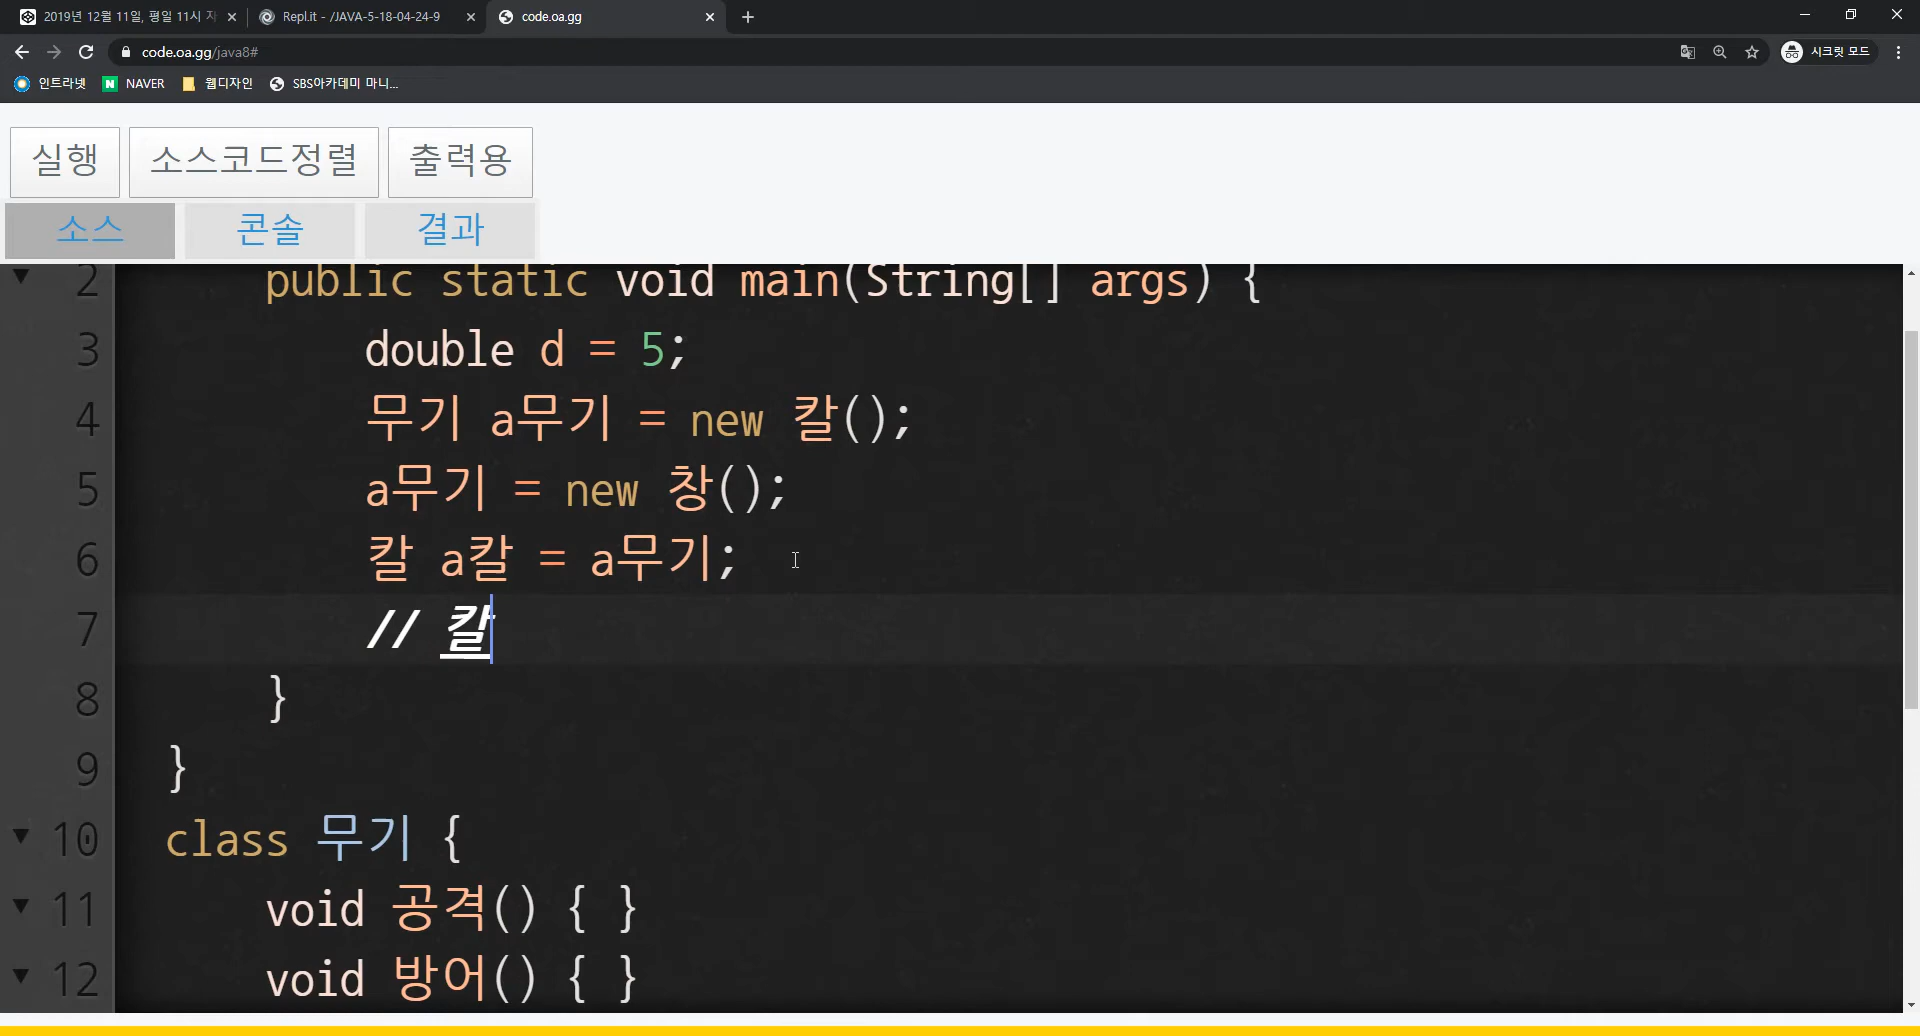 2019년 12월 11일, 평일 11시 자
Repl.it - /JAVA-5-18-04-24-9
code.oa.gg
code.oa.gg/java8#
시크릿 모드
인트라넷
NAVER
웹디자인
SBS아카데미 마니...
실행
소스코드정렬
출력용
소스
콘솔
결과
2 public static void main(String[] args) {
3 double d = 5;
4 무기 a무기 = new 칼();
5 a무기 = new 창();
6 칼 a칼 = a무기;
7 // 칼
8 }
9 }
10 class 무기 {
11 void 공격() { }
12 void 방어() { }